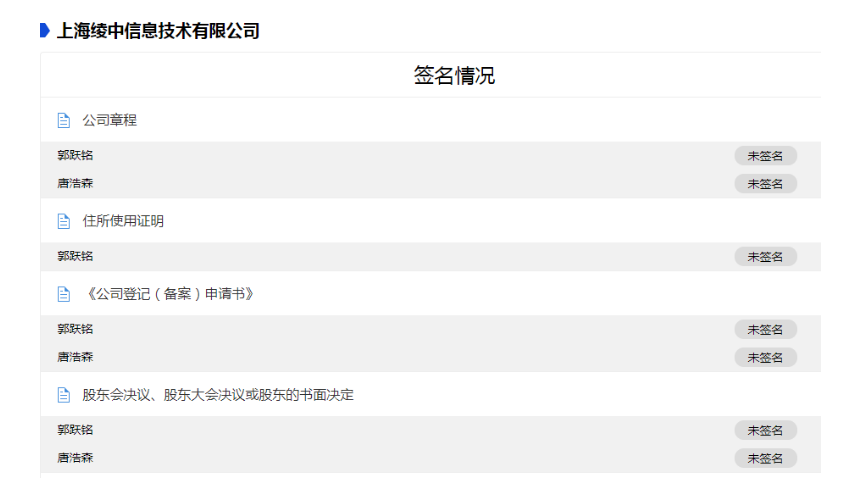 上海绫中信息技术有限公司
签名情况
公司章程
郭跃铭 未签名
唐浩森 未签名
住所使用证明
郭跃铭 未签名
《公司登记（备案）申请书》
郭跃铭 未签名
唐浩森 未签名
股东会决议、股东大会决议或股东的书面决定
郭跃铭 未签名
唐浩森 未签名